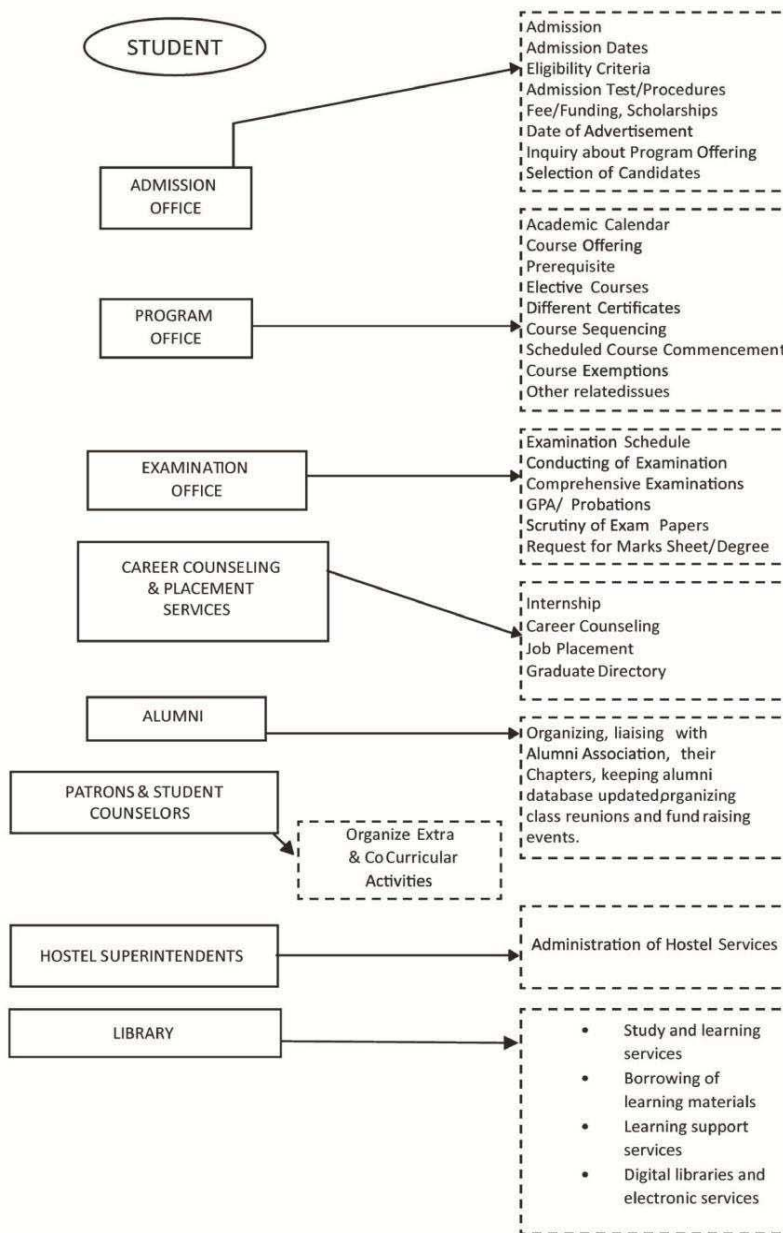 STUDENT
ADMISSION
OFFICE
Admission
Admission Dates
Eligibility Criteria
Admission Test/Procedures
Fee/Funding, Scholarships
Date of Advertisement
Inquiry about Program Offering
Selection of Candidates
PROGRAM
OFFICE
Academic Calendar
Course Offering
Prerequisite
Elective Courses
Different Certificates
Course Sequencing
Scheduled Course Commencement
Course Exemptions
Other relatedissues
EXAMINATION
OFFICE
Examination Schedule
Conducting of Examination
Comprehensive Examinations
GPA/ Probations
Scrutiny of Exam Papers
Request for Marks Sheet/Degree
CAREER COUNSELING
& PLACEMENT
SERVICES
Internship
Career Counseling
Job Placement
Graduate Directory
ALUMNI
Organizing, liaising with
Alumni Association, their
Chapters, keeping alumni
database updated,organizing
class reunions and fund raising
events.
PATRONS & STUDENT
COUNSELORS
Organize Extra
& Co Curricular
Activities
HOSTEL SUPERINTENDENTS
Administration of Hostel Services
LIBRARY
• Study and learning
services
• Borrowing of
learning materials
• Learning support
services
• Digital libraries and
electronic services